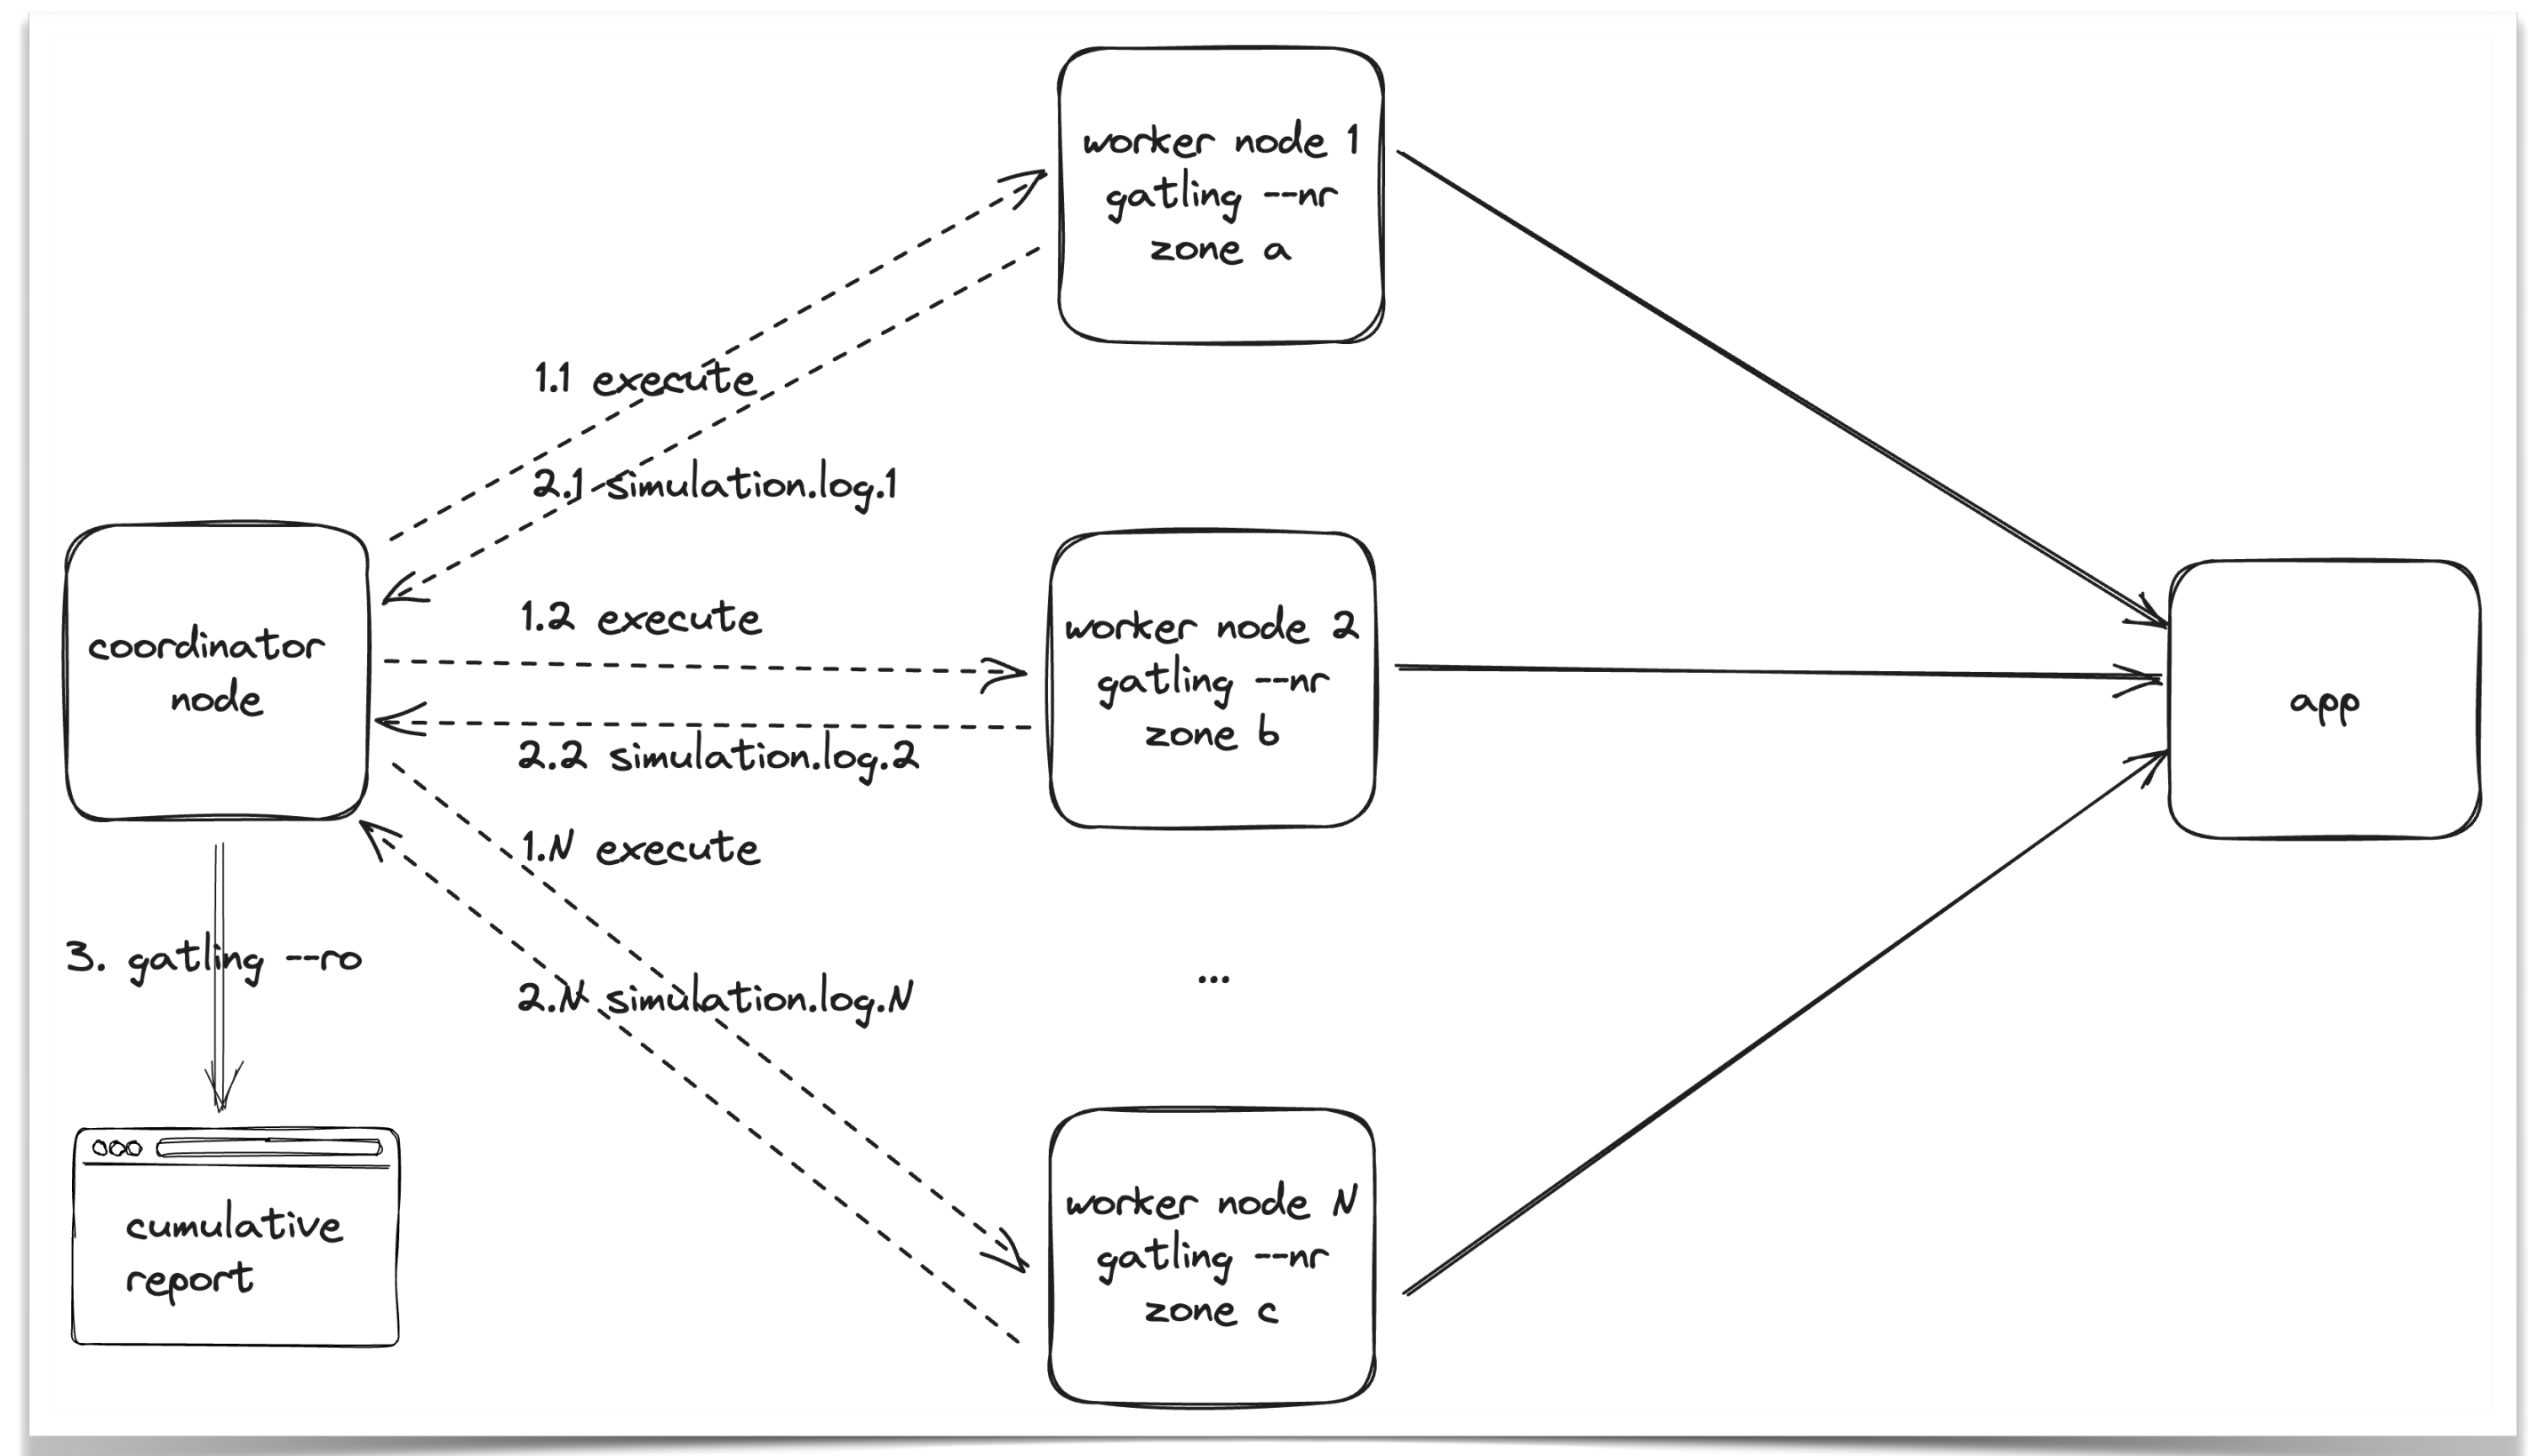 worker node 1
gatling --nr
zone a
1.1 execute
2.1 simulation.log.1
coordinator
node
1.2 execute
2.2 simulation.log.2
worker node 2
gatling --nr
zone b
app
1.N execute
3. gatling --ro
2.N simulation.log.N
...
cumulative
report
worker node N
gatling --nr
zone c